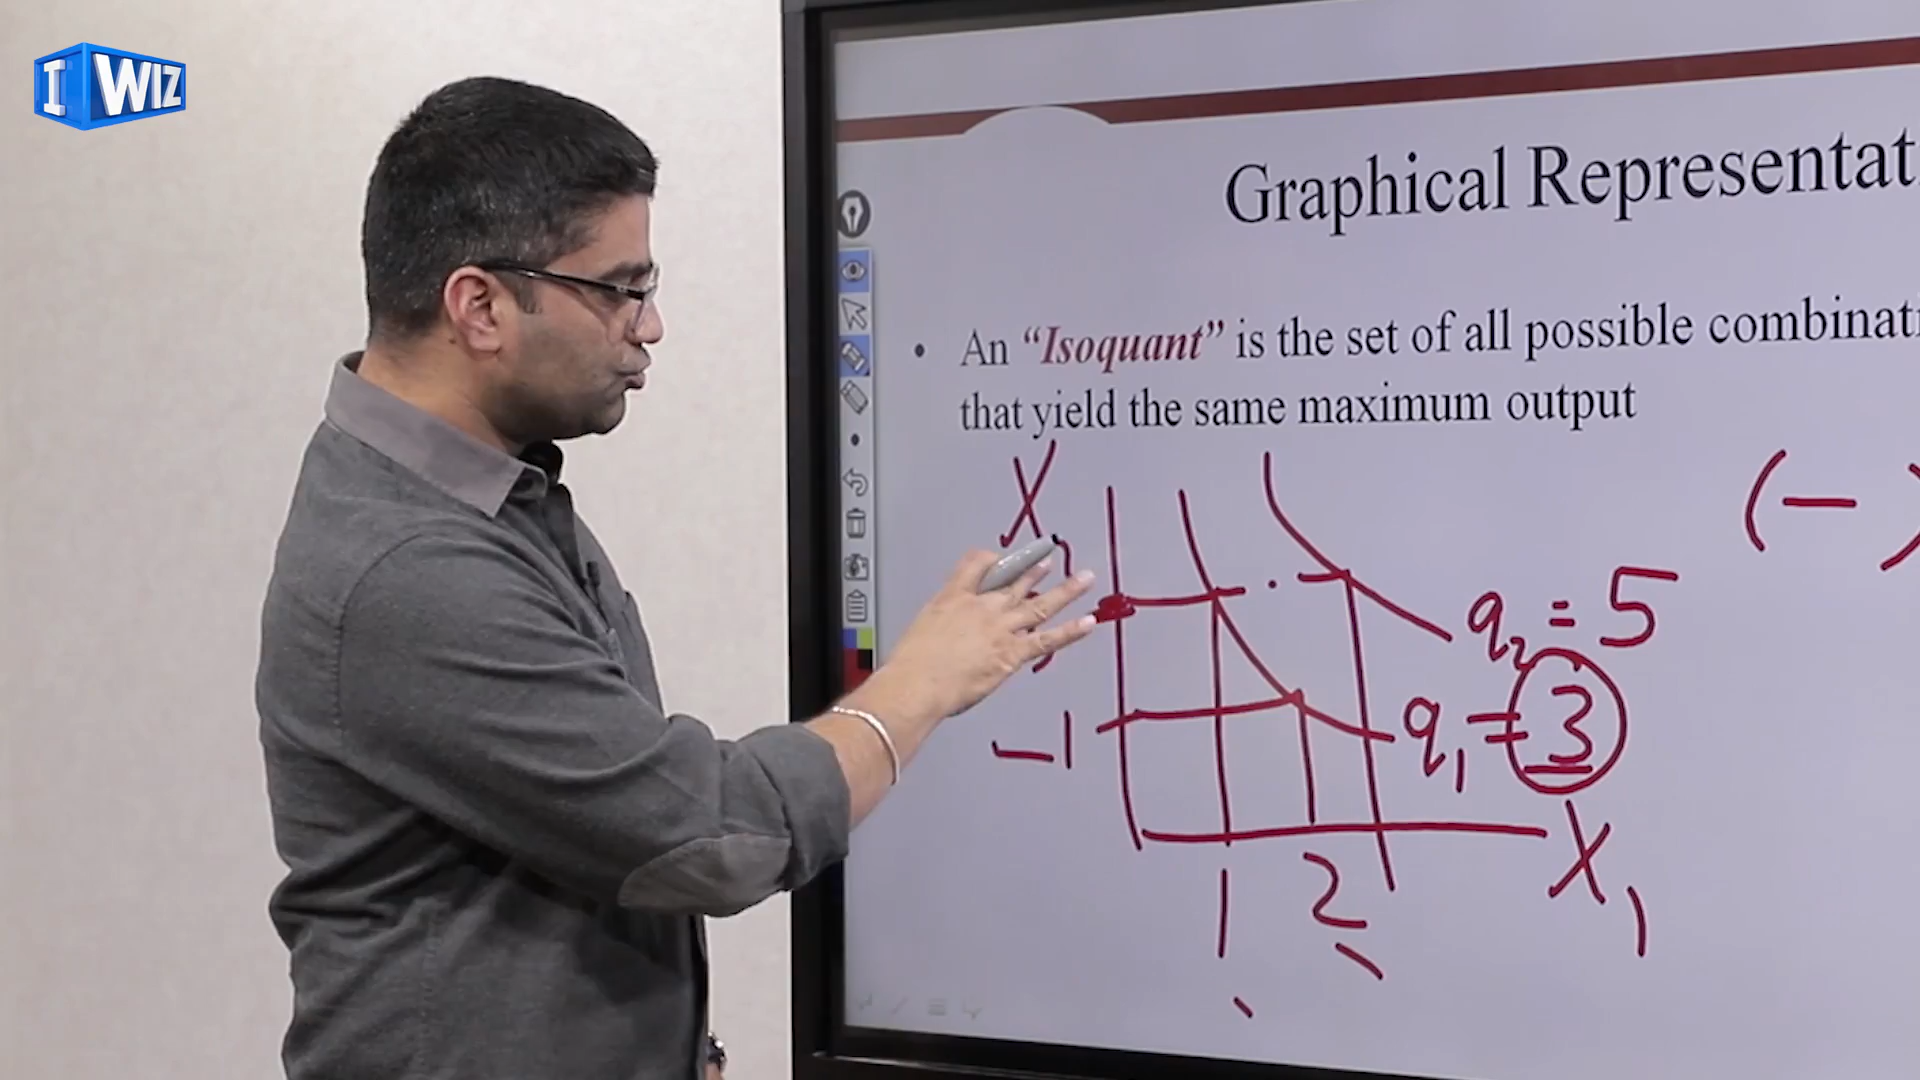 I WIZ
Graphical Representat
• An “Isoquant” is the set of all possible combinati
that yield the same maximum output
X
(-)
q2 = 5
-1
q1 = 3
X1
1 2